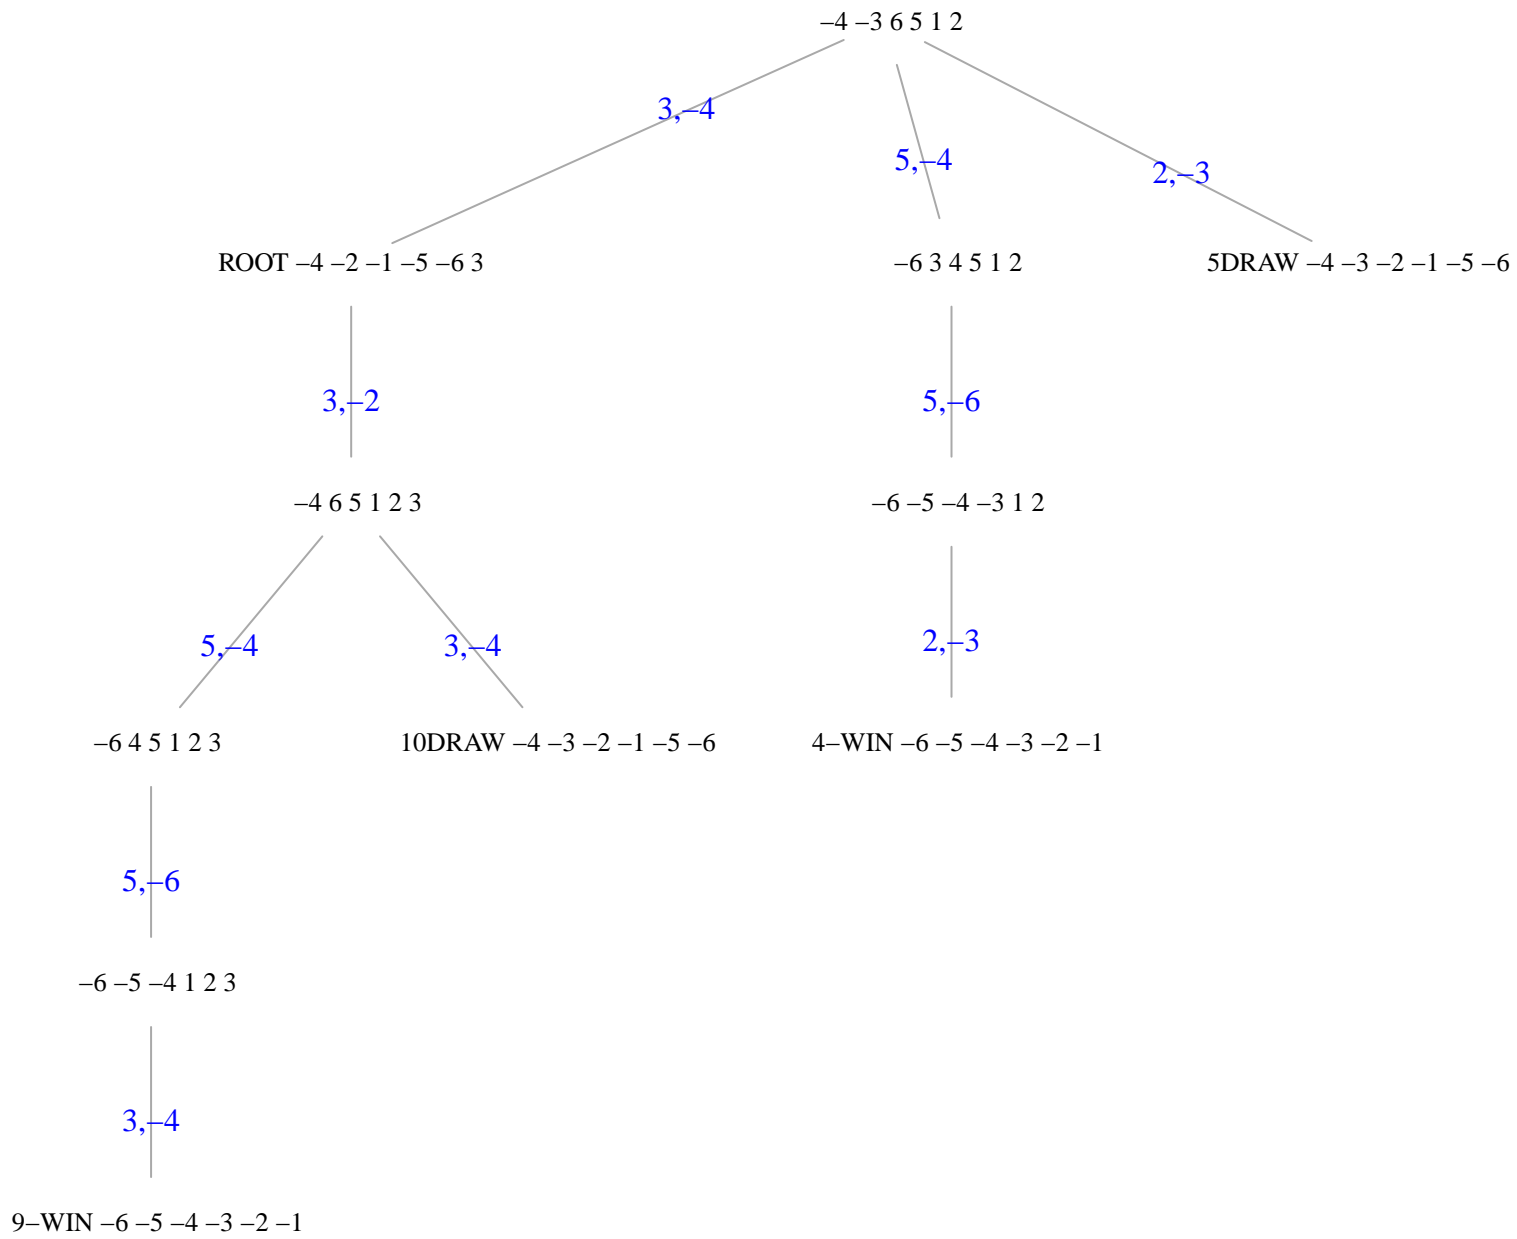 –4 –3 6 5 1 2
3,–4
5,–4
2,–3
ROOT –4 –2 –1 –5 –6 3
–6 3 4 5 1 2
5DRAW –4 –3 –2 –1 –5 –6
3,–2
5,–6
–4 6 5 1 2 3
–6 –5 –4 –3 1 2
5,–4
3,–4
2,–3
–6 4 5 1 2 3
10DRAW –4 –3 –2 –1 –5 –6
4–WIN –6 –5 –4 –3 –2 –1
5,–6
–6 –5 –4 1 2 3
3,–4
9–WIN –6 –5 –4 –3 –2 –1